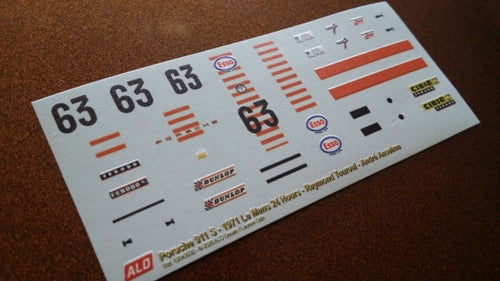 63
63
63
63
Esso
Esso
Esso
CIBIE
CIBIE
FERODO
FERODO
DUNLOP
DUNLOP
ALO
Porsche 911 S - 1971 Le Mans 24 Hours - Raymond Touroul - André Anselme